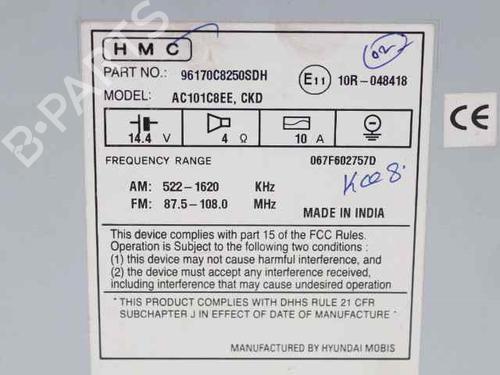 HMC
PART NO.: 96170C8250SDH
E11 10R-048418
MODEL: AC101C8EE, CKD
14.4 V 4 Ω 10 A
FREQUENCY RANGE 067F602757D
AM: 522-1620 KHz
FM: 87.5-108.0 MHz
MADE IN INDIA
CE
This device complies with part 15 of the FCC Rules.
Operation is Subject to the following two conditions :
(1) this device may not cause harmful interference, and
(2) the device must accept any interference received,
including interference that may cause undesired operation
"THIS PRODUCT COMPLIES WITH DHHS RULE 21 CFR
SUBCHAPTER J IN EFFECT OF DATE OF MANUFACTURE"
MANUFACTURED BY HYUNDAI MOBIS
B-PARTS